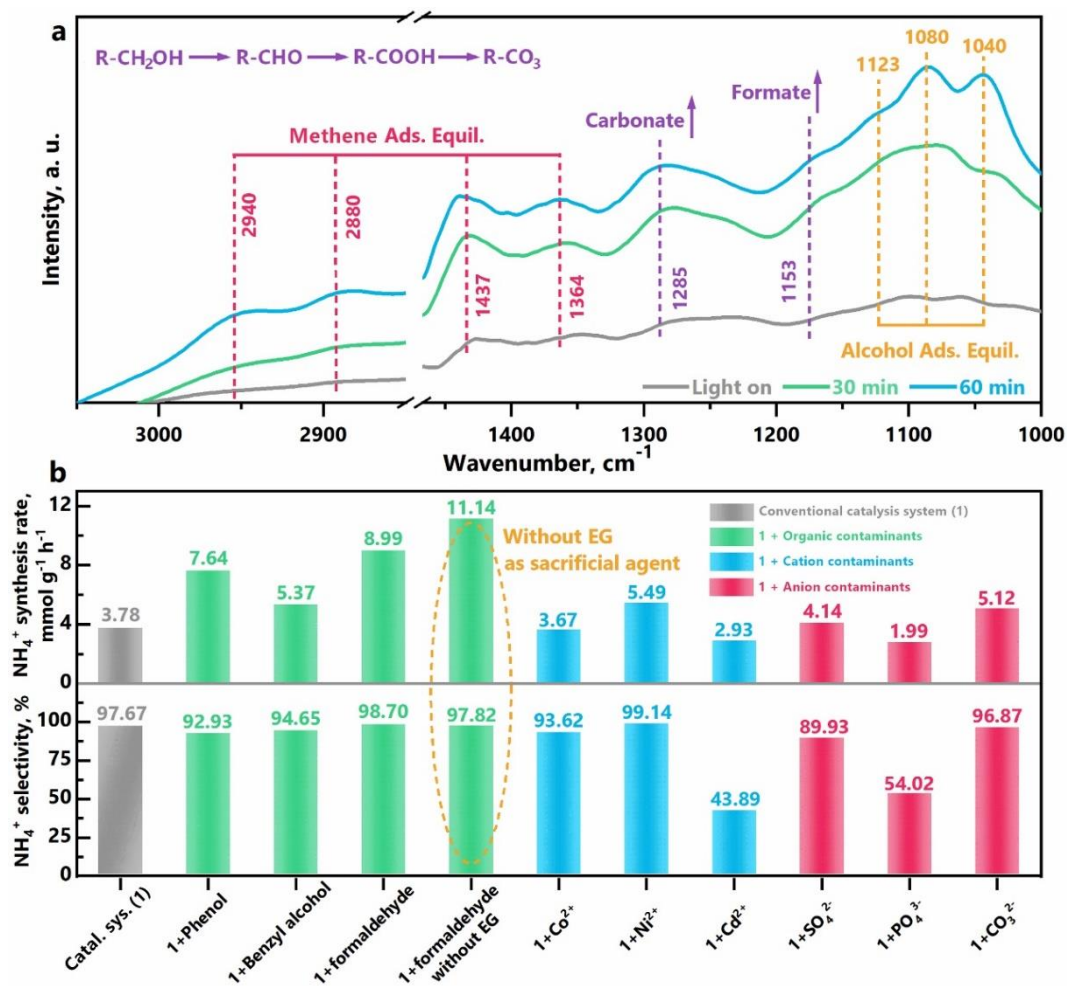 a
R-CH₂OH → R-CHO → R-COOH → R-CO₃
Methene Ads. Equil.
2940
2880
1437
1364
Carbonate ↑
1285
Formate ↑
1153
1123
1080
1040
Alcohol Ads. Equil.
Light on
30 min
60 min
Intensity, a. u.
3000
2900
1400
1300
1200
1100
1000
Wavenumber, cm⁻¹
b
NH₄⁺ synthesis rate,
mmol g⁻¹ h⁻¹
12
8
4
0
3.78
7.64
5.37
8.99
11.14
3.67
5.49
2.93
4.14
1.99
5.12
Without EG
as sacrificial agent
Conventional catalysis system (1)
1 + Organic contaminants
1 + Cation contaminants
1 + Anion contaminants
NH₄⁺ selectivity, %
100
75
50
25
0
97.67
92.93
94.65
98.70
97.82
93.62
99.14
43.89
89.93
54.02
96.87
Catal. sys. (1)
1+Phenol
1+Benzyl alcohol
1+formaldehyde
1+formaldehyde
without EG
1+Co²⁺
1+Ni²⁺
1+Cd²⁺
1+SO₄²⁻
1+PO₄³⁻
1+CO₃²⁻